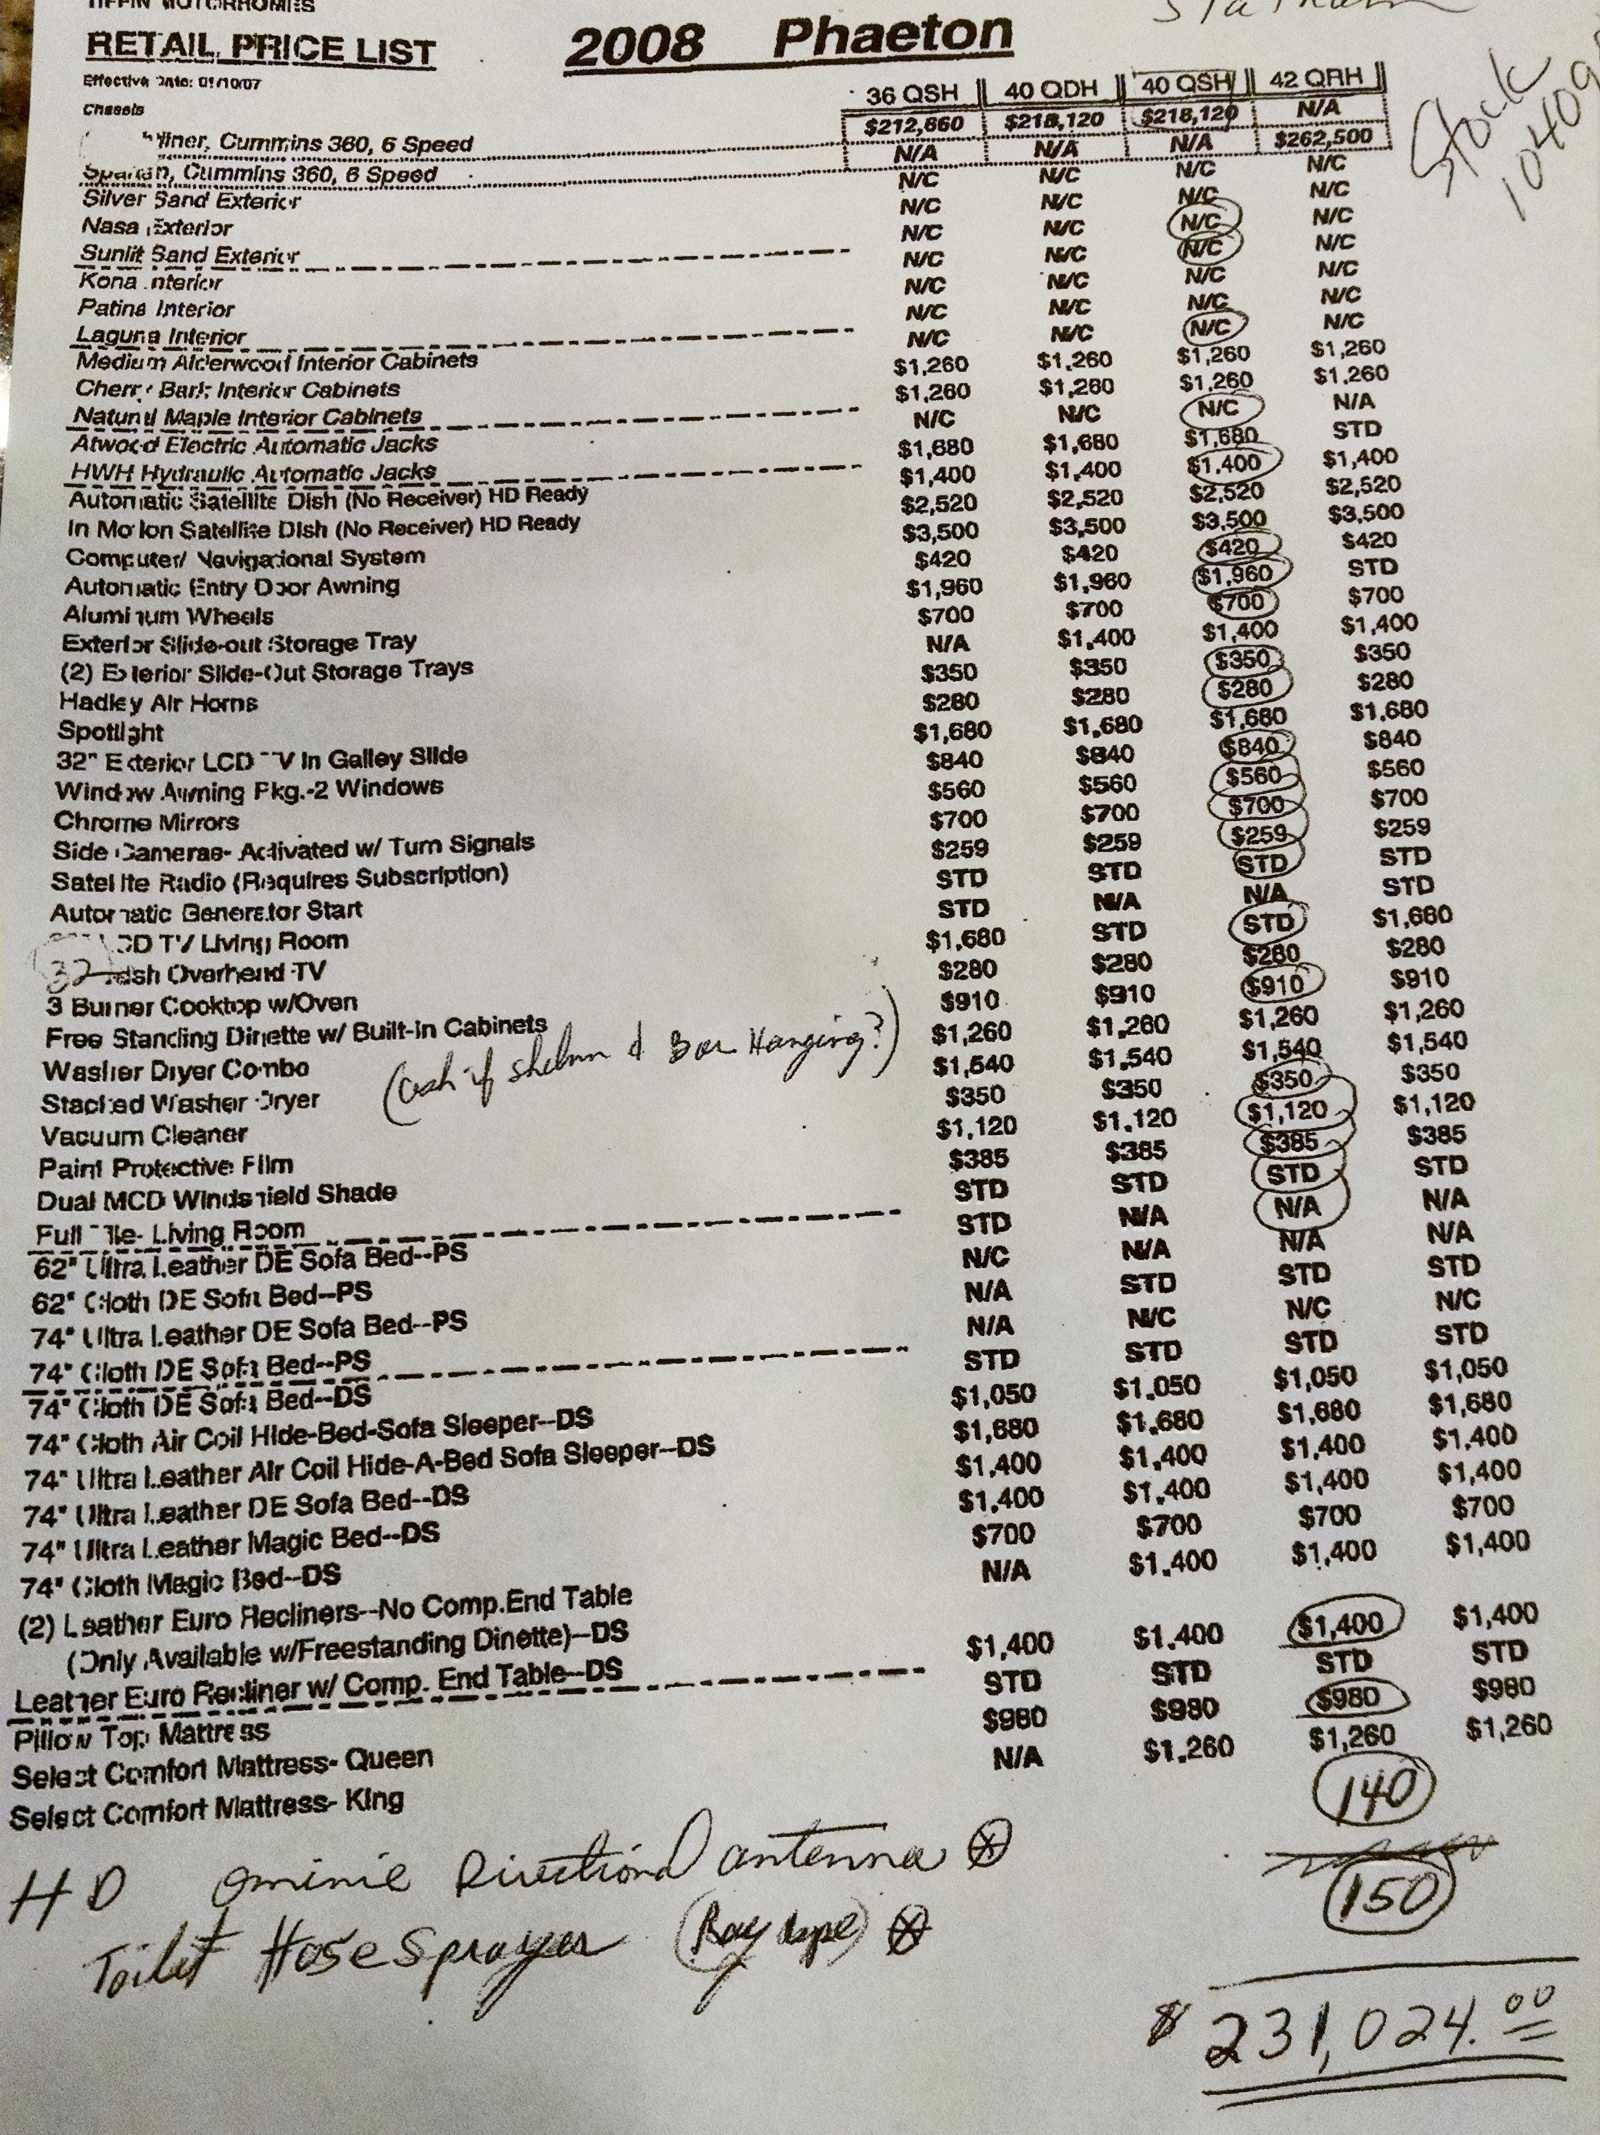 TIFFIN MOTORHOMES
RETAIL PRICE LIST 2008 Phaeton
Effective Date: 01/10/07
Stock
Chassis 36 QSH 40 QDH 40 QSH 42 QRH
Cummins 360, 6 Speed $212,660 $218,120 $218,120 N/A
Spartan, Cummins 360, 6 Speed N/A N/A N/A $262,500
Silver Sand Exterior N/C N/C N/C N/C
Nasa Exterior N/C N/C N/C N/C
Sunlit Sand Exterior N/C N/C N/C N/C
Kona Interior N/C N/C N/C N/C
Patina Interior N/C N/C N/C N/C
Laguna Interior N/C N/C N/C N/C
Medium Alderwood Interior Cabinets N/C N/C N/C N/C
Cherry Bark Interior Cabinets $1,260 $1,260 $1,260 $1,260
Natural Maple Interior Cabinets $1,260 $1,260 $1,260 $1,260
Atwood Electric Automatic Jacks N/C N/C N/C N/A
HWH Hydraulic Automatic Jacks $1,680 $1,680 $1,680 STD
Automatic Satellite Dish (No Receiver) HD Ready $1,400 $1,400 $1,400 $1,400
In Motion Satellite Dish (No Receiver) HD Ready $2,520 $2,520 $2,520 $2,520
Computer/ Navigational System $3,500 $3,500 $3,500 $3,500
Automatic Entry Door Awning $420 $420 $420 $420
Aluminum Wheels $1,960 $1,960 $1,960 STD
Exterior Slide-out Storage Tray $700 $700 $700 $700
(2) Exterior Slide-Out Storage Trays N/A $1,400 $1,400 $1,400
Hadley Air Horns $350 $350 $350 $350
Spotlight $280 $280 $280 $280
32" Exterior LCD TV In Galley Slide $1,680 $1,680 $1,680 $1,680
Window Awning Pkg.-2 Windows $840 $840 $840 $840
Chrome Mirrors $560 $560 $560 $560
Side Cameras- Activated w/ Turn Signals $700 $700 $700 $700
Satellite Radio (Requires Subscription) $259 $259 $259 $259
Automatic Generator Start STD STD STD STD
LCD TV Living Room STD N/A N/A STD
32 Overhead TV $1,680 STD STD $1,680
3 Burner Cooktop w/Oven $280 $280 $280 $280
Free Standing Dinette w/ Built-in Cabinets $910 $910 $910 $910
Washer Dryer Combo $1,260 $1,260 $1,260 $1,260
Stacked Washer Dryer $1,540 $1,540 $1,540 $1,540
Hanging?)
Vacuum Cleaner $350 $350 $350 $350
Paint Protective Film $1,120 $1,120 $1,120 $1,120
Dual MCD Windshield Shade $385 $385 $385 $385
Full Tile- Living Room STD STD STD STD
62" Ultra Leather DE Sofa Bed--PS STD N/A N/A N/A
62" Cloth DE Sofa Bed--PS N/C N/A N/A N/A
74" Ultra Leather DE Sofa Bed--PS N/A STD STD STD
74" Cloth DE Sofa Bed--PS N/A N/C N/C N/C
74" Cloth DE Sofa Bed--DS STD STD STD STD
74" Cloth Air Coil Hide-Bed-Sofa Sleeper--DS $1,050 $1,050 $1,050 $1,050
74" Ultra Leather Air Coil Hide-A-Bed Sofa Sleeper--DS $1,680 $1,680 $1,680 $1,680
74" Ultra Leather DE Sofa Bed--DS $1,400 $1,400 $1,400 $1,400
74" Ultra Leather Magic Bed--DS $1,400 $1,400 $1,400 $1,400
74" Cloth Magic Bed--DS $700 $700 $700 $700
(2) Leather Euro Recliners--No Comp.End Table N/A $1,400 $1,400 $1,400
(Only Available w/Freestanding Dinette)--DS
Leather Euro Recliner w/ Comp. End Table--DS $1,400 $1,400 $1,400 $1,400
Pillow Top Mattress STD STD STD STD
Select Comfort Mattress- Queen $980 $980 $980 $980
Select Comfort Mattress- King N/A $1,260 $1,260 $1,260
140
HD Directional antenna
150
Toilet Hose Sprayer
$ 231,024.00